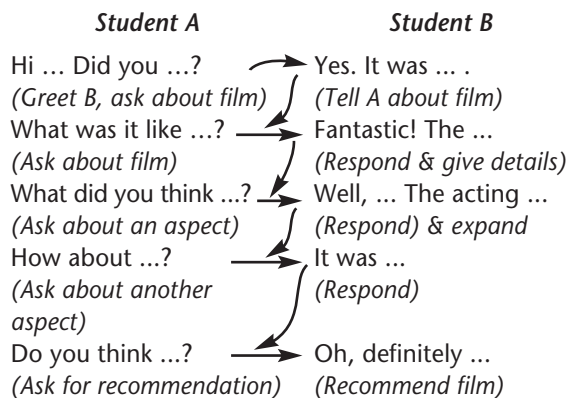 Student A Student B
Hi ... Did you ...? Yes. It was ... .
(Greet B, ask about film) (Tell A about film)
What was it like ...? Fantastic! The ...
(Ask about film) (Respond & give details)
What did you think ...? Well, ... The acting ...
(Ask about an aspect) (Respond) & expand
How about ...? It was ...
(Ask about another (Respond)
aspect)
Do you think ...? Oh, definitely ...
(Ask for recommendation) (Recommend film)